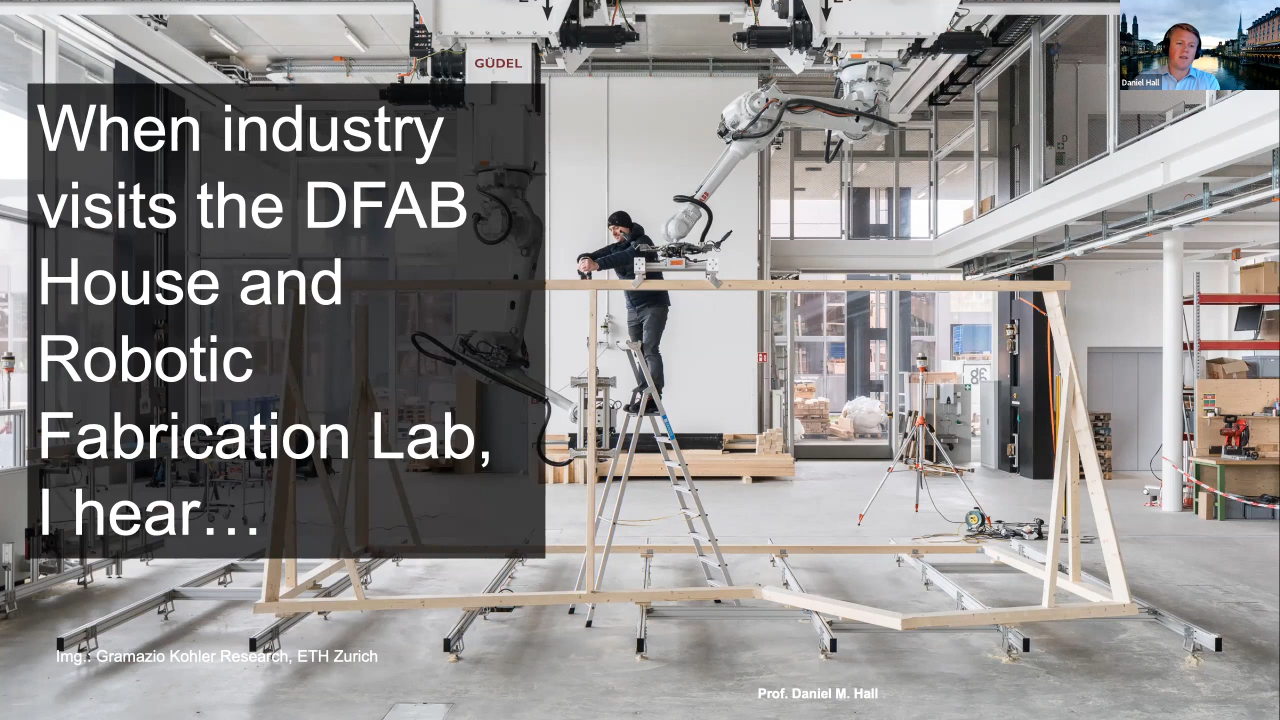 GÜDEL
Daniel Hall
When industry
visits the DFAB
House and
Robotic
Fabrication Lab,
I hear…
Img.: Gramazio Kohler Research, ETH Zurich
Prof. Daniel M. Hall